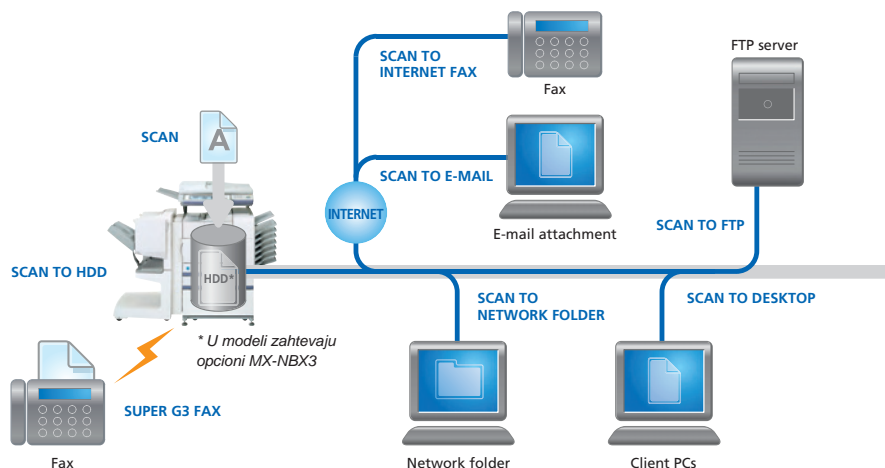 SCAN TO
INTERNET FAX
Fax
FTP server
SCAN
A
SCAN TO E-MAIL
INTERNET
E-mail attachment
SCAN TO FTP
SCAN TO HDD
HDD*
SCAN TO
NETWORK FOLDER
SCAN TO DESKTOP
* U modeli zahtevaju
opcioni MX-NBX3
SUPER G3 FAX
Fax
Network folder
Client PCs